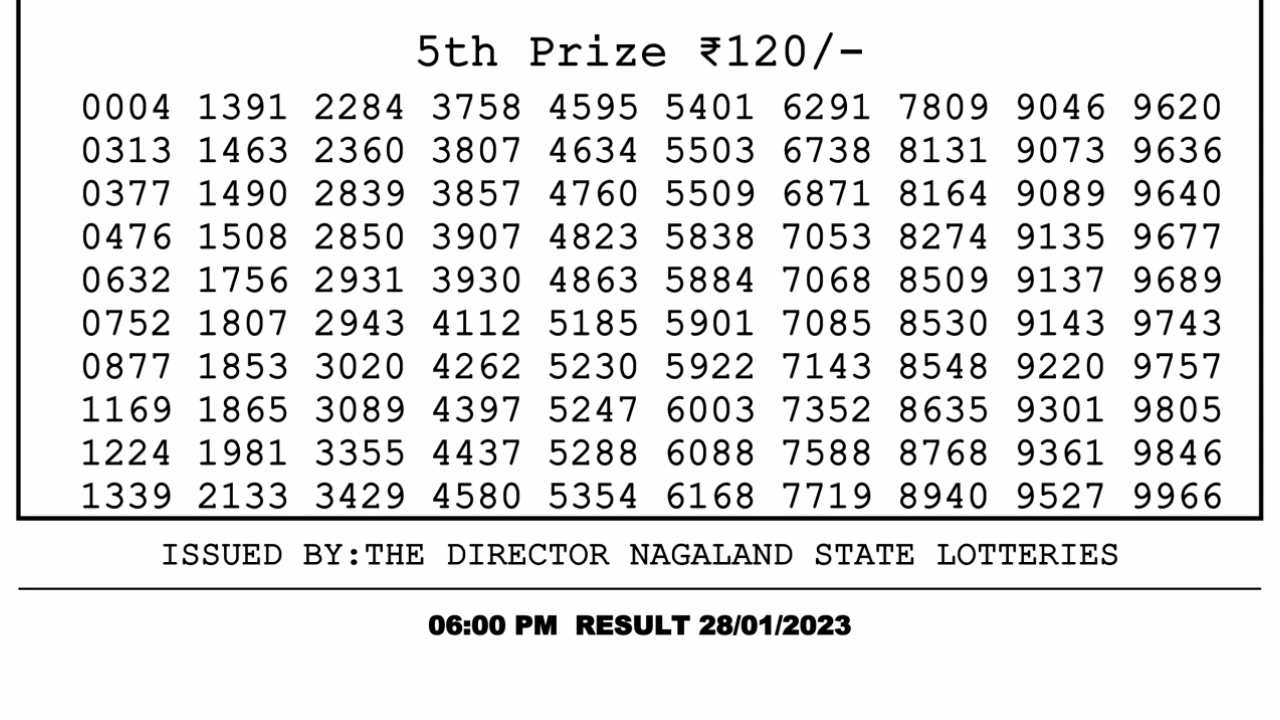 5th Prize ₹120/-
0004 1391 2284 3758 4595 5401 6291 7809 9046 9620
0313 1463 2360 3807 4634 5503 6738 8131 9073 9636
0377 1490 2839 3857 4760 5509 6871 8164 9089 9640
0476 1508 2850 3907 4823 5838 7053 8274 9135 9677
0632 1756 2931 3930 4863 5884 7068 8509 9137 9689
0752 1807 2943 4112 5185 5901 7085 8530 9143 9743
0877 1853 3020 4262 5230 5922 7143 8548 9220 9757
1169 1865 3089 4397 5247 6003 7352 8635 9301 9805
1224 1981 3355 4437 5288 6088 7588 8768 9361 9846
1339 2133 3429 4580 5354 6168 7719 8940 9527 9966
ISSUED BY:THE DIRECTOR NAGALAND STATE LOTTERIES
06:00 PM RESULT 28/01/2023